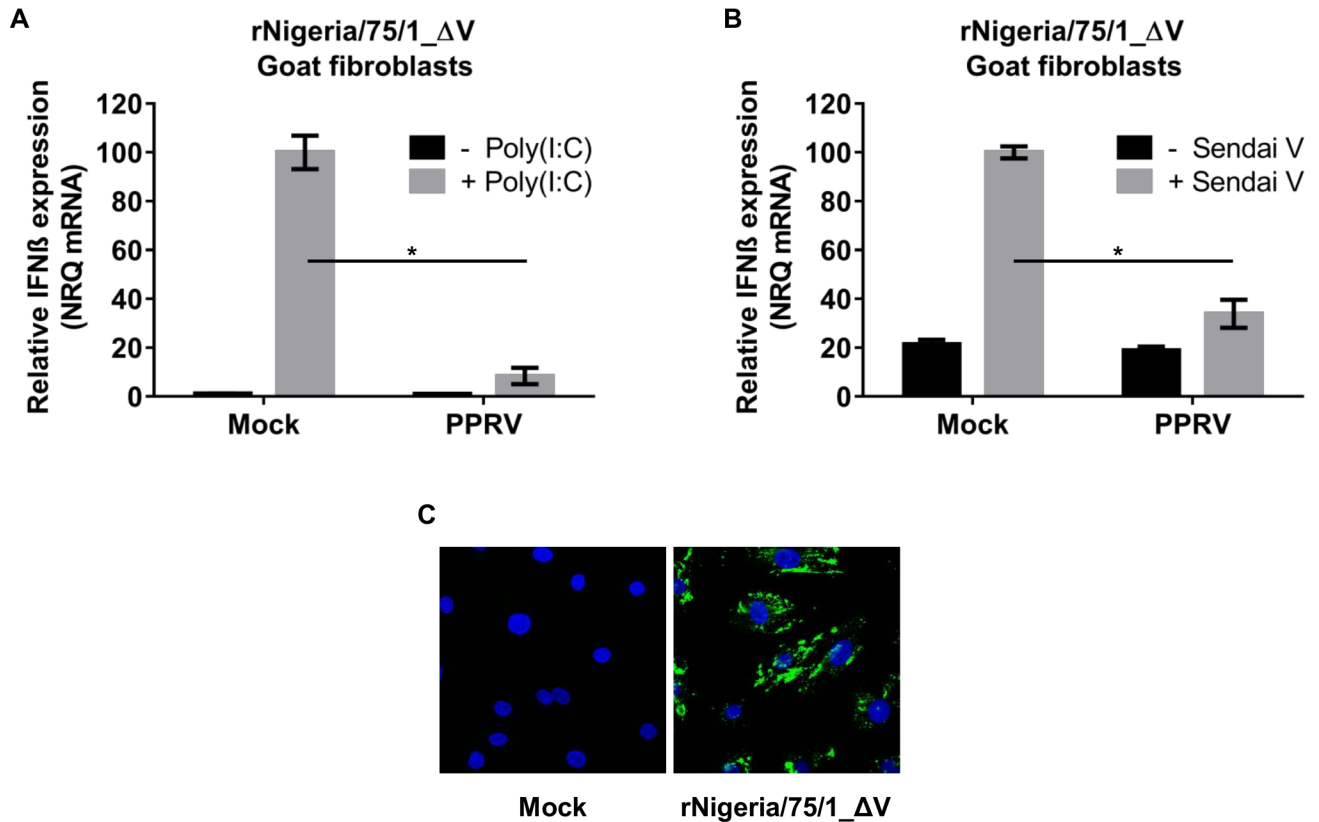 A
rNigeria/75/1_ΔV
Goat fibroblasts
Relative IFNß expression
(NRQ mRNA)
120
100
80
60
40
20
0
- Poly(I:C)
+ Poly(I:C)
*
Mock
PPRV
B
rNigeria/75/1_ΔV
Goat fibroblasts
Relative IFNß expression
(NRQ mRNA)
120
100
80
60
40
20
0
- Sendai V
+ Sendai V
*
Mock
PPRV
C
Mock
rNigeria/75/1_ΔV